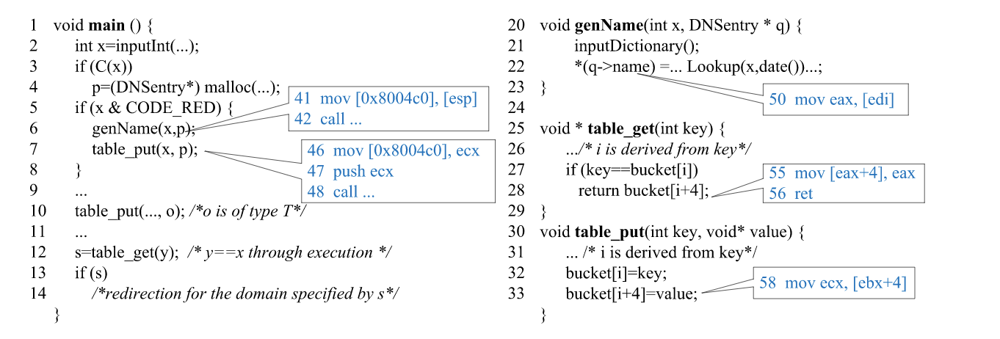 1 void main () {
2 int x=inputInt(...);
3 if (C(x))
4 p=(DNSentry*) malloc(...);
5 if (x & CODE_RED) {
6 genName(x,p);
7 table_put(x, p);
8 }
9 ...
10 table_put(..., o); /*o is of type T*/
11 ...
12 s=table_get(y); /* y==x through execution */
13 if (s)
14 /*redirection for the domain specified by s*/
}
41 mov [0x8004c0], [esp]
42 call ...
46 mov [0x8004c0], ecx
47 push ecx
48 call ...
20 void genName(int x, DNSentry * q) {
21 inputDictionary();
22 *(q->name) =... Lookup(x,date())...;
23 }
24
25 void * table_get(int key) {
26 .../* i is derived from key*/
27 if (key==bucket[i])
28 return bucket[i+4];
29 }
30 void table_put(int key, void* value) {
31 ... /* i is derived from key*/
32 bucket[i]=key;
33 bucket[i+4]=value;
}
50 mov eax, [edi]
55 mov [eax+4], eax
56 ret
58 mov ecx, [ebx+4]